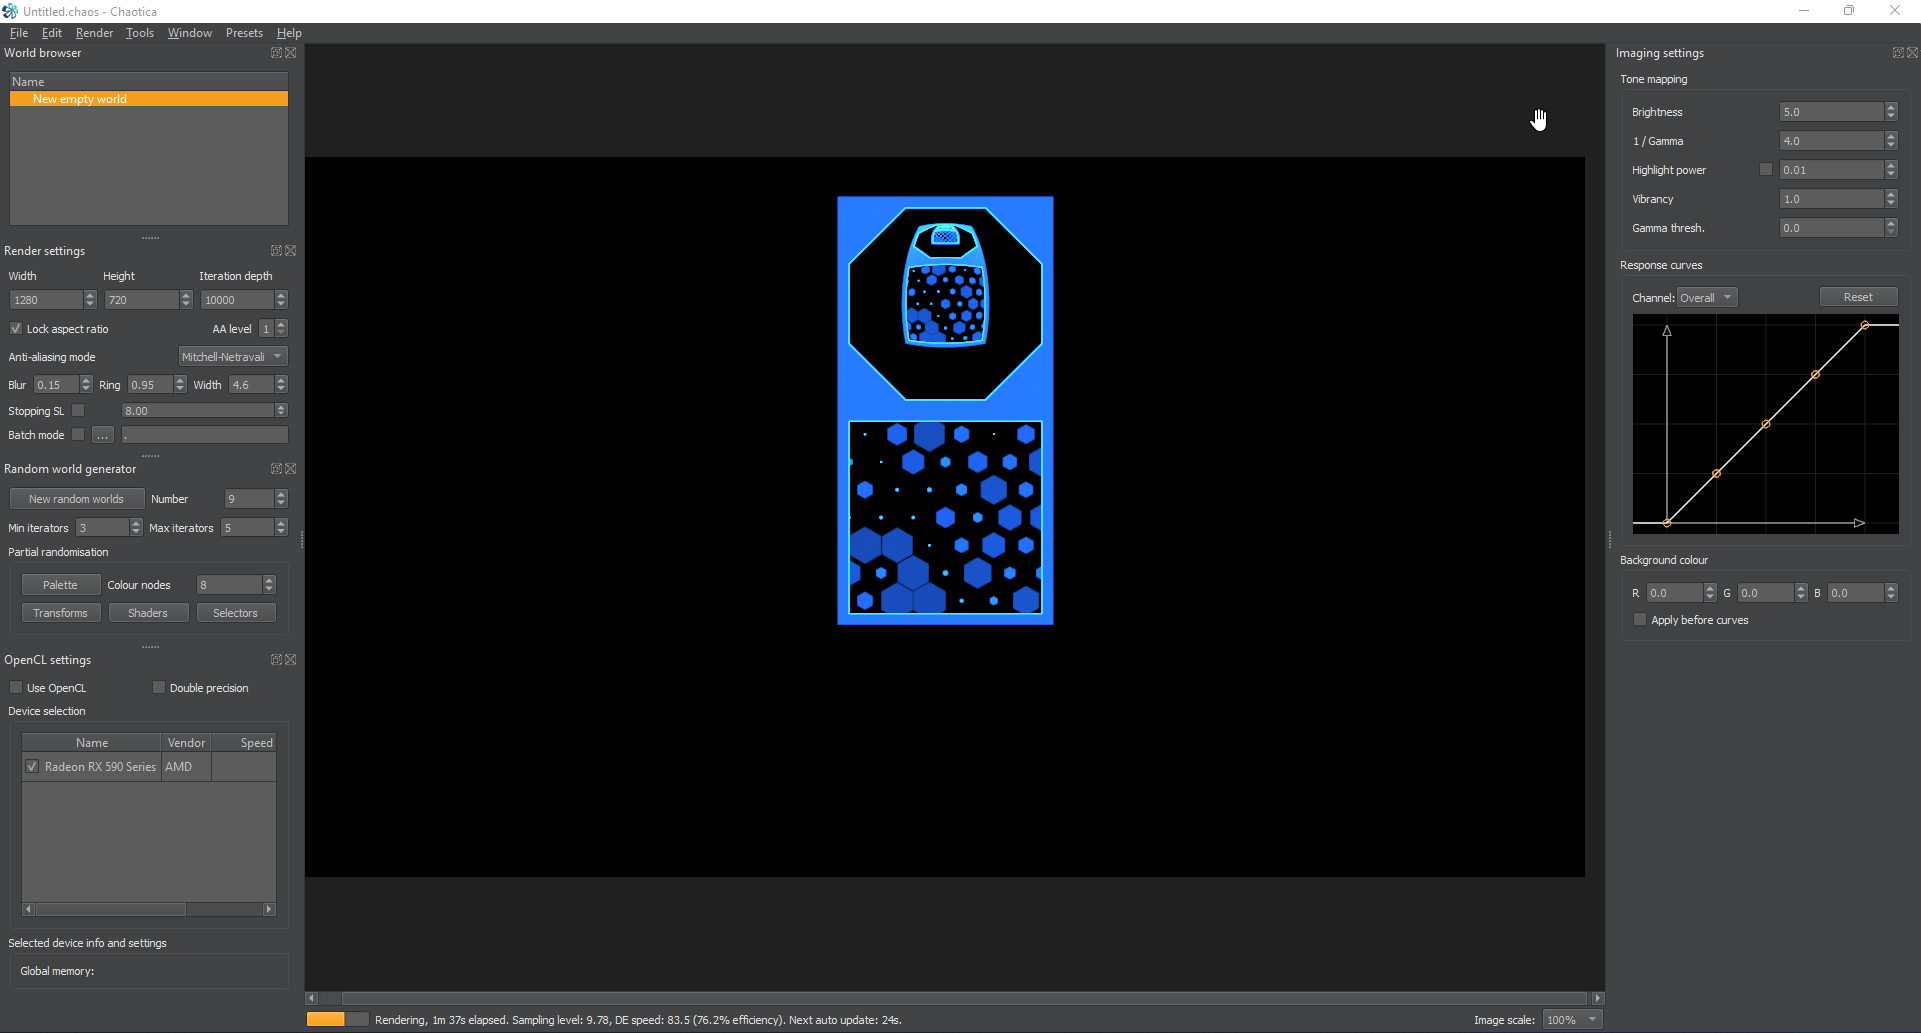 Untitled.chaos - Chaotica
File Edit Render Tools Window Presets Help
World browser
Name
New empty world
Render settings
Width Height Iteration depth
1280 720 10000
Lock aspect ratio AA level 1
Anti-aliasing mode Mitchell-Netravali
Blur 0.15 Ring 0.95 Width 4.6
Stopping SL 8.00
Batch mode ... .
Random world generator
New random worlds Number 9
Min iterators 3 Max iterators 5
Partial randomisation
Palette Colour nodes 8
Transforms Shaders Selectors
OpenCL settings
Use OpenCL Double precision
Device selection
Name Vendor Speed
Radeon RX 590 Series AMD
Selected device info and settings
Global memory:
Rendering, 1m 37s elapsed. Sampling level: 9.78, DE speed: 83.5 (76.2% efficiency). Next auto update: 24s.
Image scale: 100%
Imaging settings
Tone mapping
Brightness 5.0
1 / Gamma 4.0
Highlight power 0.01
Vibrancy 1.0
Gamma thresh. 0.0
Response curves
Channel: Overall Reset
Background colour
R 0.0 G 0.0 B 0.0
Apply before curves